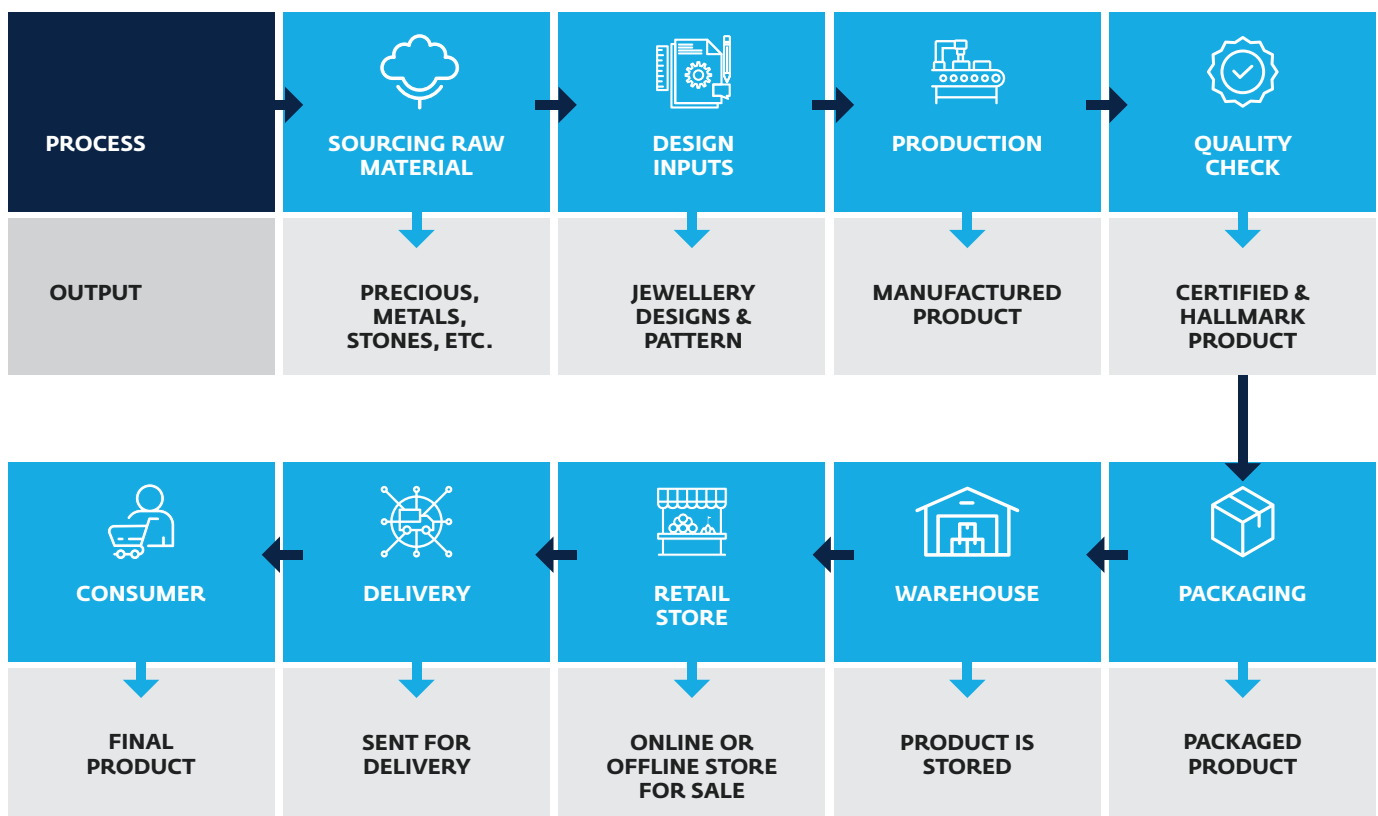 PROCESS
SOURCING RAW
MATERIAL
DESIGN
INPUTS
PRODUCTION
QUALITY
CHECK
OUTPUT
PRECIOUS,
METALS,
STONES, ETC.
JEWELLERY
DESIGNS &
PATTERN
MANUFACTURED
PRODUCT
CERTIFIED &
HALLMARK
PRODUCT
CONSUMER
DELIVERY
RETAIL
STORE
WAREHOUSE
PACKAGING
FINAL
PRODUCT
SENT FOR
DELIVERY
ONLINE OR
OFFLINE STORE
FOR SALE
PRODUCT IS
STORED
PACKAGED
PRODUCT